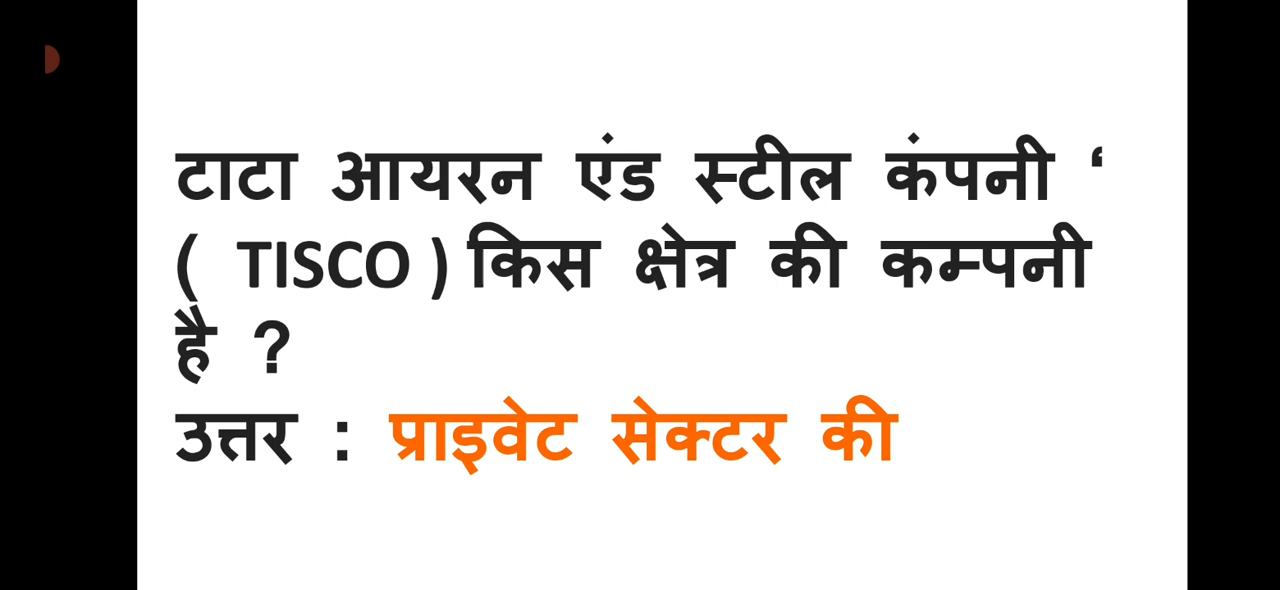 टाटा आयरन एंड स्टील कंपनी ‘
( TISCO ) किस क्षेत्र की कम्पनी
है ?
उत्तर : प्राइवेट सेक्टर की